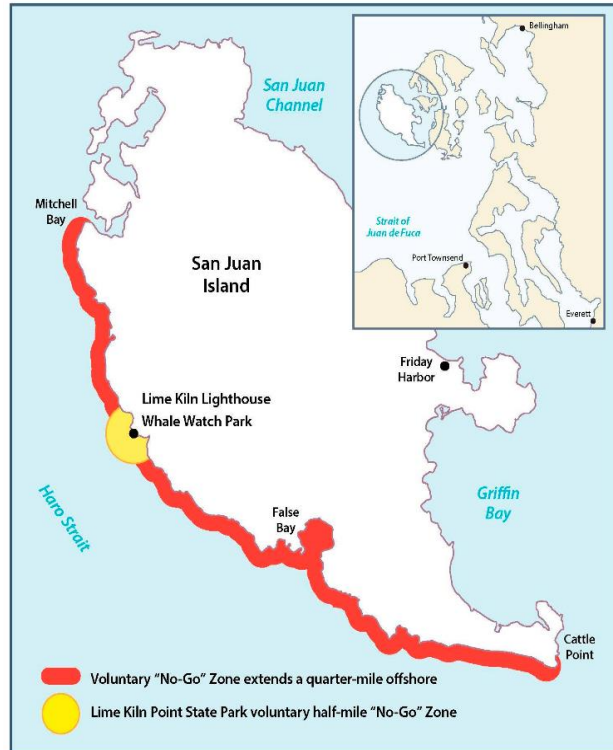 San Juan
Channel
Bellingham
Strait of
Juan de Fuca
Port Townsend
Everett
Mitchell
Bay
San Juan
Island
Friday
Harbor
Lime Kiln Lighthouse
Whale Watch Park
Haro Strait
False
Bay
Griffin
Bay
Cattle
Point
Voluntary “No-Go” Zone extends a quarter-mile offshore
Lime Kiln Point State Park voluntary half-mile “No-Go” Zone